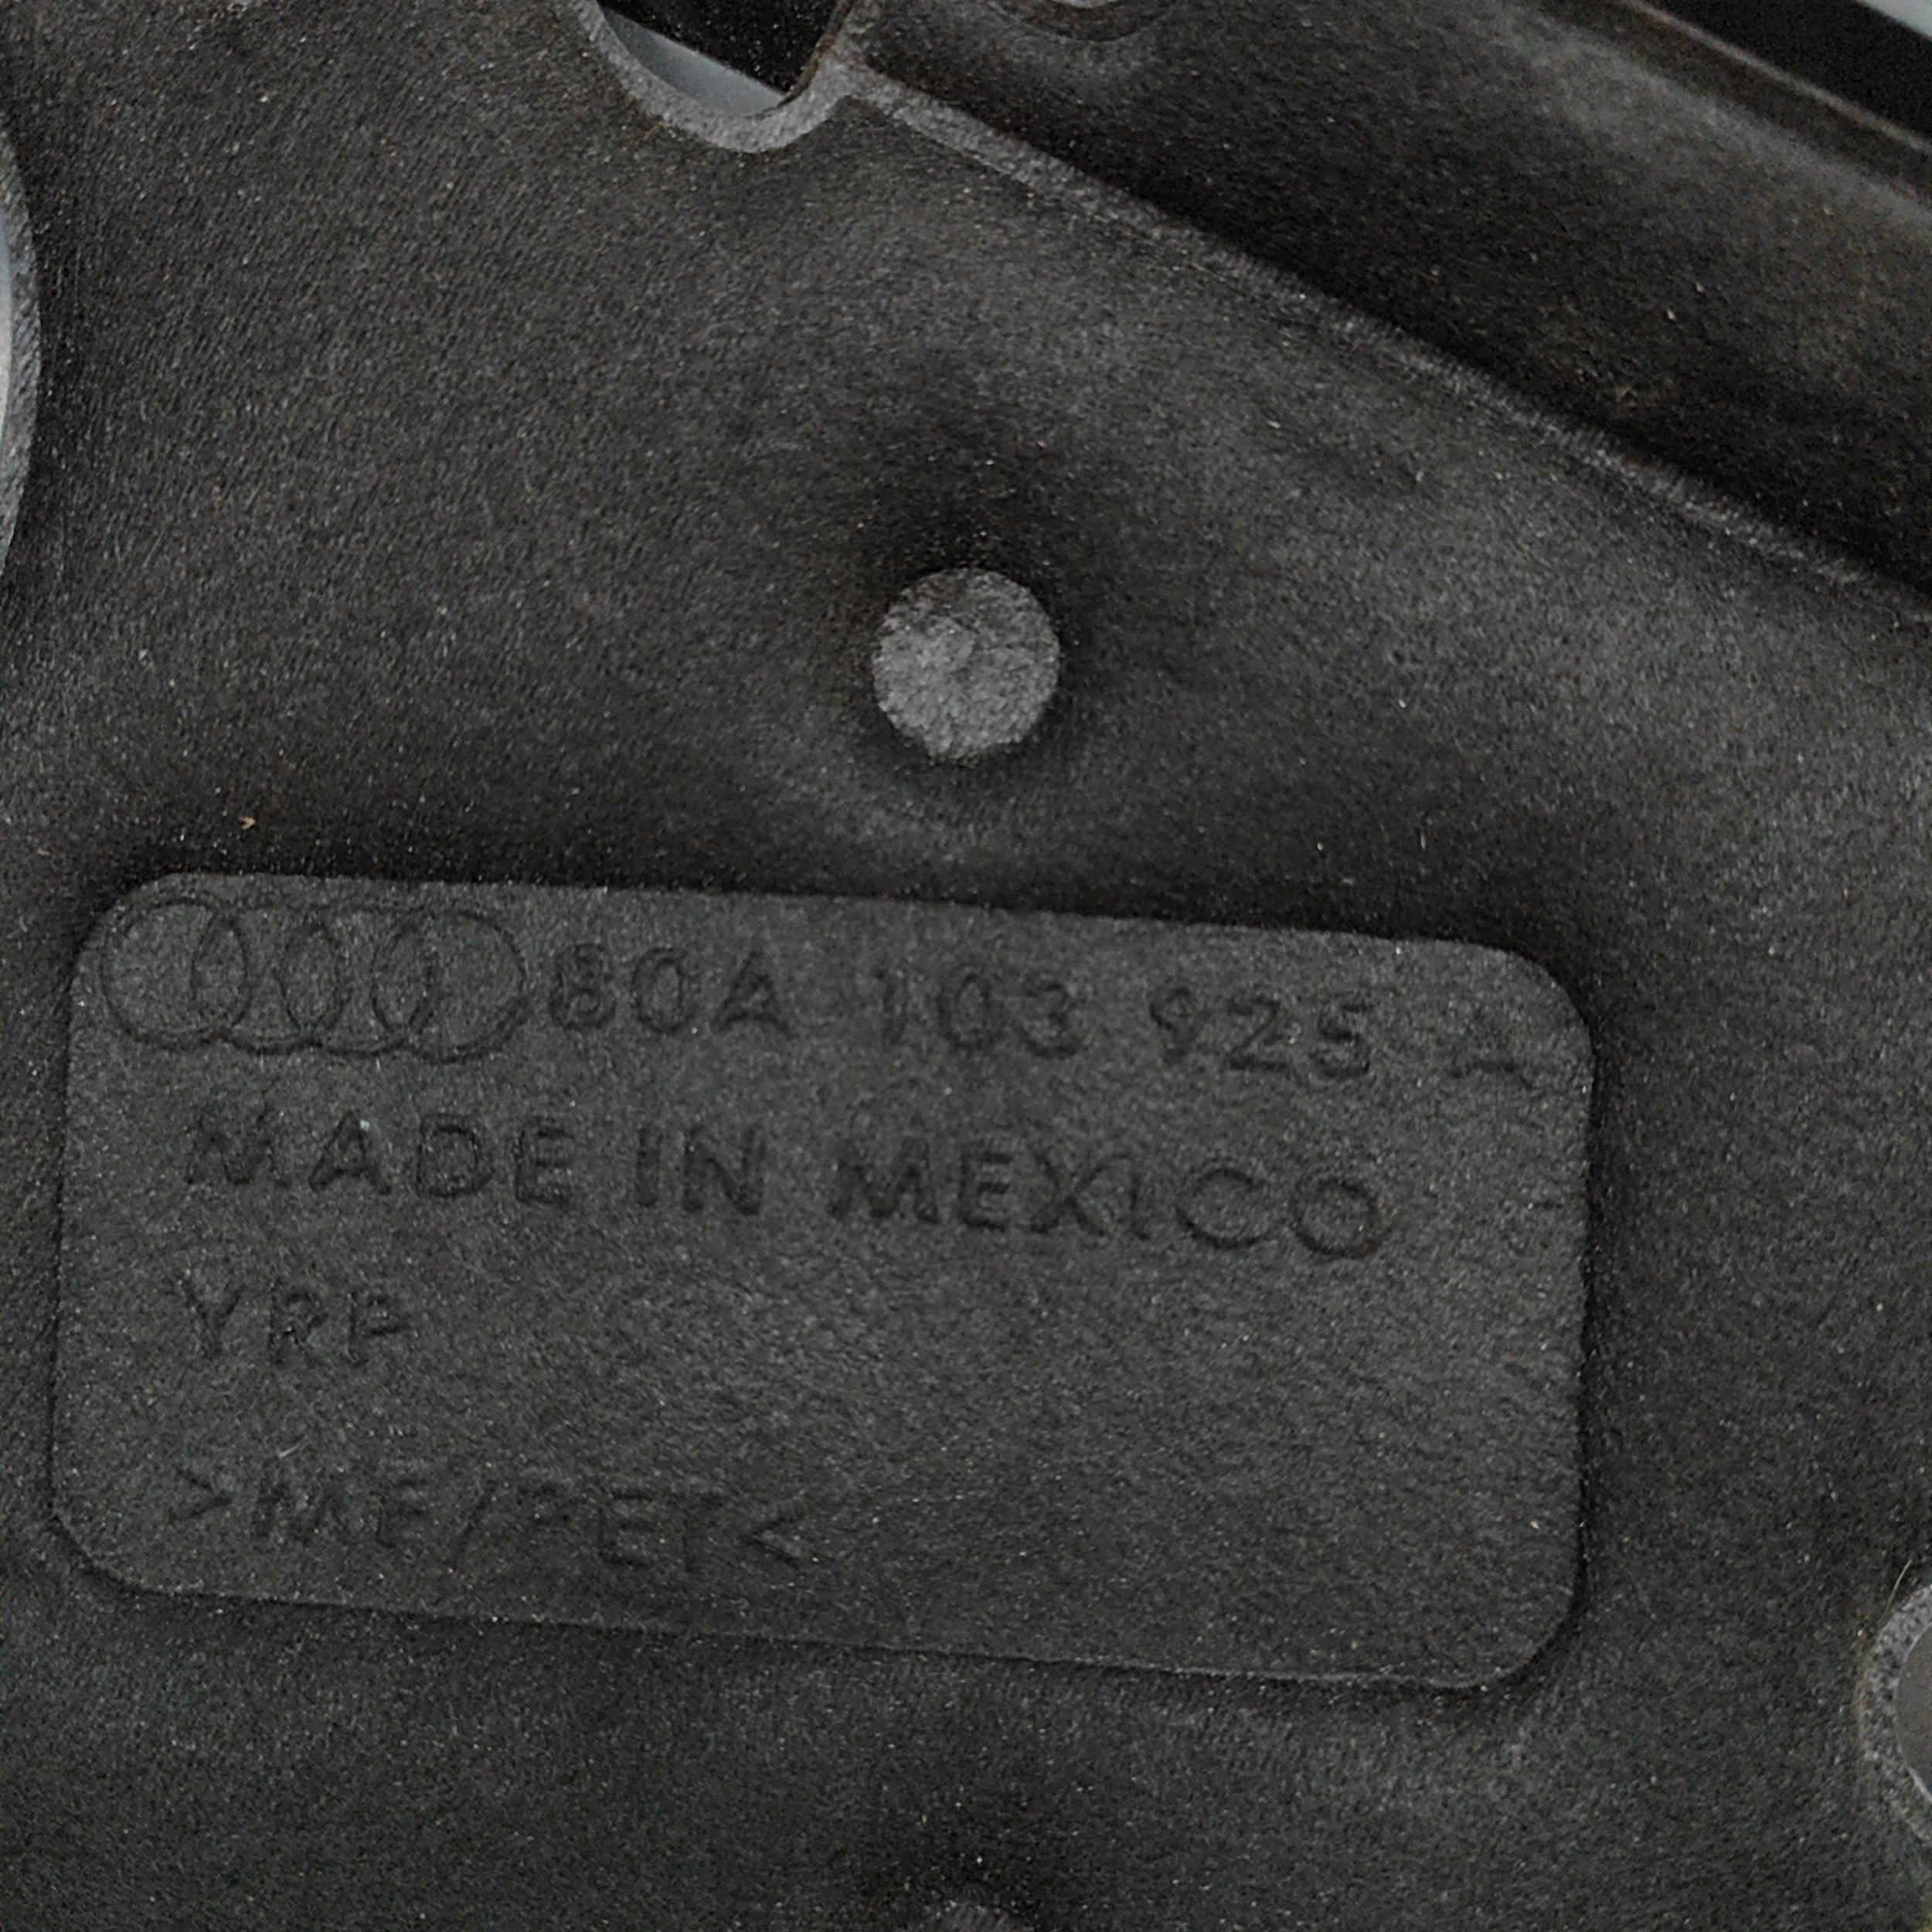 80A 103 925 A
MADE IN MEXICO
YRP
>MF/PET<